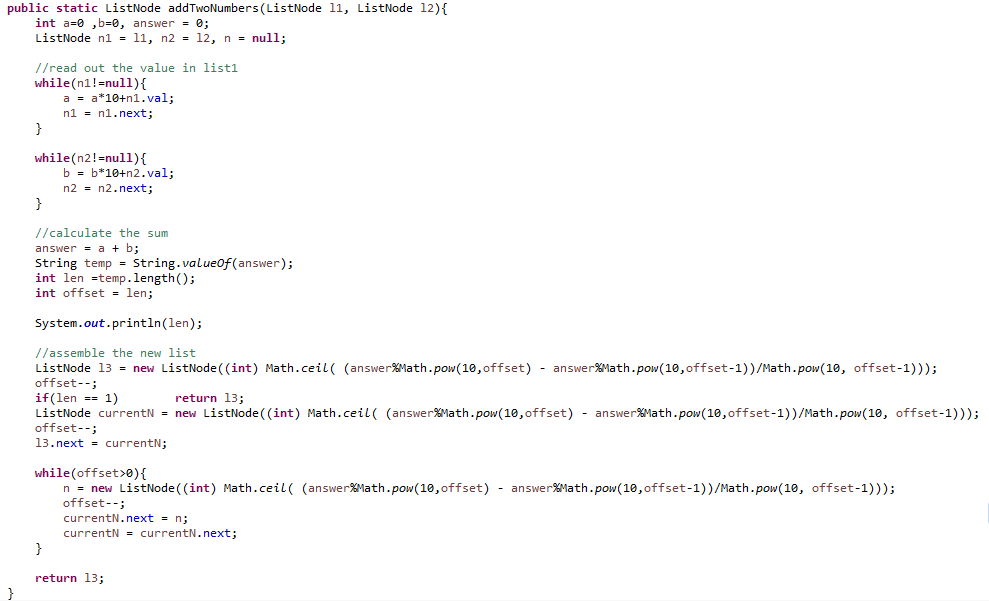 public static ListNode addTwoNumbers(ListNode l1, ListNode l2){
    int a=0 ,b=0, answer = 0;
    ListNode n1 = l1, n2 = l2, n = null;

    //read out the value in list1
    while(n1!=null){
        a = a*10+n1.val;
        n1 = n1.next;
    }

    while(n2!=null){
        b = b*10+n2.val;
        n2 = n2.next;
    }

    //calculate the sum
    answer = a + b;
    String temp = String.valueOf(answer);
    int len =temp.length();
    int offset = len;

    System.out.println(len);

    //assemble the new list
    ListNode l3 = new ListNode((int) Math.ceil( (answer%Math.pow(10,offset) - answer%Math.pow(10,offset-1))/Math.pow(10, offset-1)));
    offset--;
    if(len == 1)        return l3;
    ListNode currentN = new ListNode((int) Math.ceil( (answer%Math.pow(10,offset) - answer%Math.pow(10,offset-1))/Math.pow(10, offset-1)));
    offset--;
    l3.next = currentN;

    while(offset>0){
        n = new ListNode((int) Math.ceil( (answer%Math.pow(10,offset) - answer%Math.pow(10,offset-1))/Math.pow(10, offset-1)));
        offset--;
        currentN.next = n;
        currentN = currentN.next;
    }

    return l3;
}